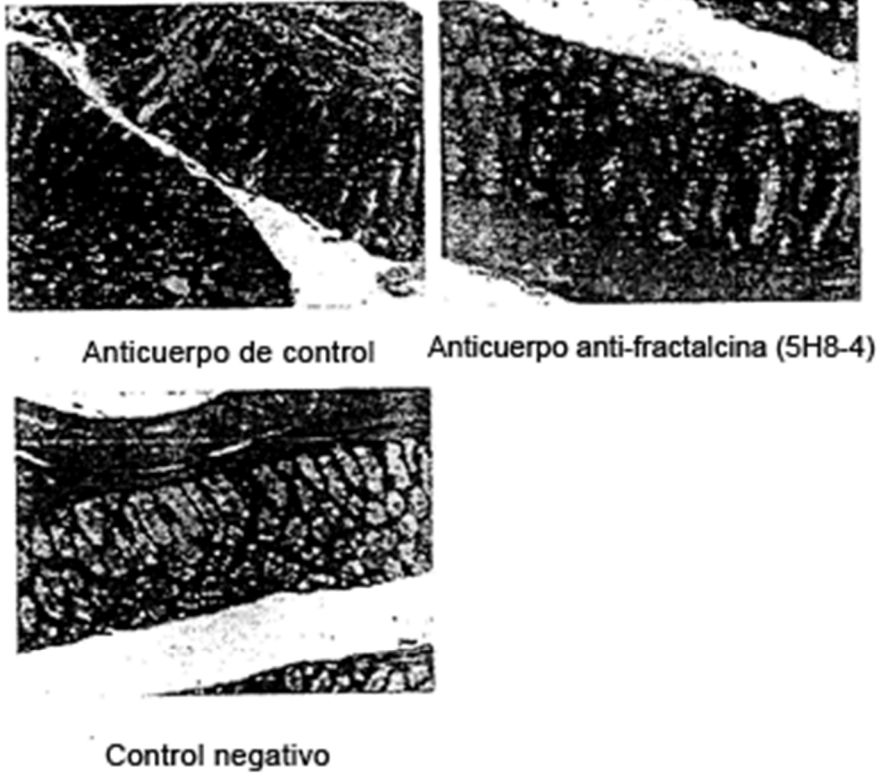 Anticuerpo de control
Anticuerpo anti-fractalcina (5H8-4)
Control negativo